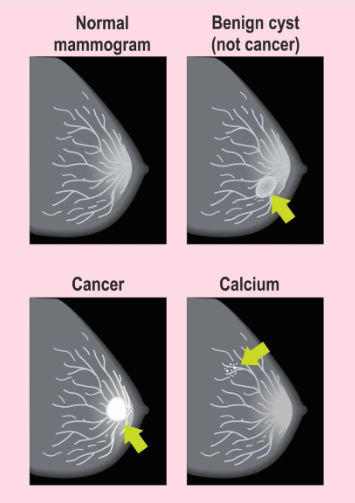 Normal
mammogram
Benign cyst
(not cancer)
Cancer
Calcium